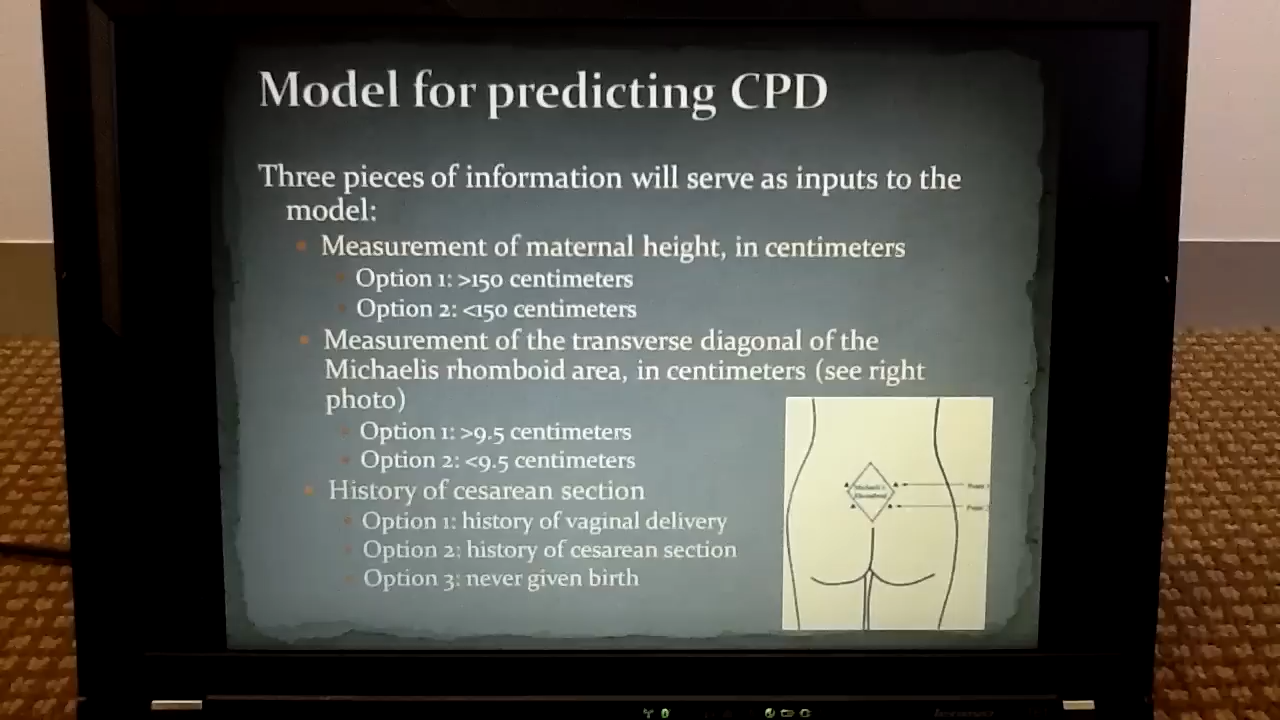 Model for predicting CPD
Three pieces of information will serve as inputs to the
model:
Measurement of maternal height, in centimeters
Option 1: >150 centimeters
Option 2: <150 centimeters
Measurement of the transverse diagonal of the
Michaelis rhomboid area, in centimeters (see right
photo)
Option 1: >9.5 centimeters
Option 2: <9.5 centimeters
History of cesarean section
Option 1: history of vaginal delivery
Option 2: history of cesarean section
Option 3: never given birth